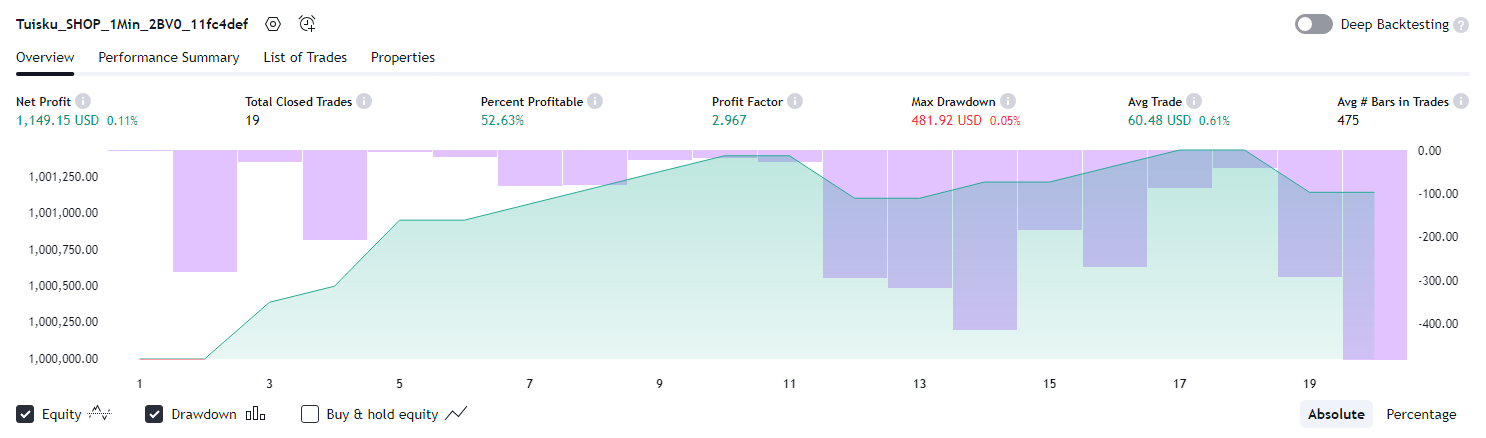 Tuisku_SHOP_1Min_2BV0_11fc4def Deep Backtesting ?
Overview Performance Summary List of Trades Properties
Net Profit Total Closed Trades Percent Profitable Profit Factor Max Drawdown Avg Trade Avg # Bars in Trades
1,149.15 USD 0.11% 19 52.63% 2.967 481.92 USD 0.05% 60.48 USD 0.61% 475
0.00
1,001,250.00
-100.00
1,001,000.00
-200.00
1,000,750.00
-300.00
1,000,500.00
1,000,250.00
-400.00
1,000,000.00
1 3 5 7 9 11 13 15 17 19
Equity Drawdown Buy & hold equity Absolute Percentage